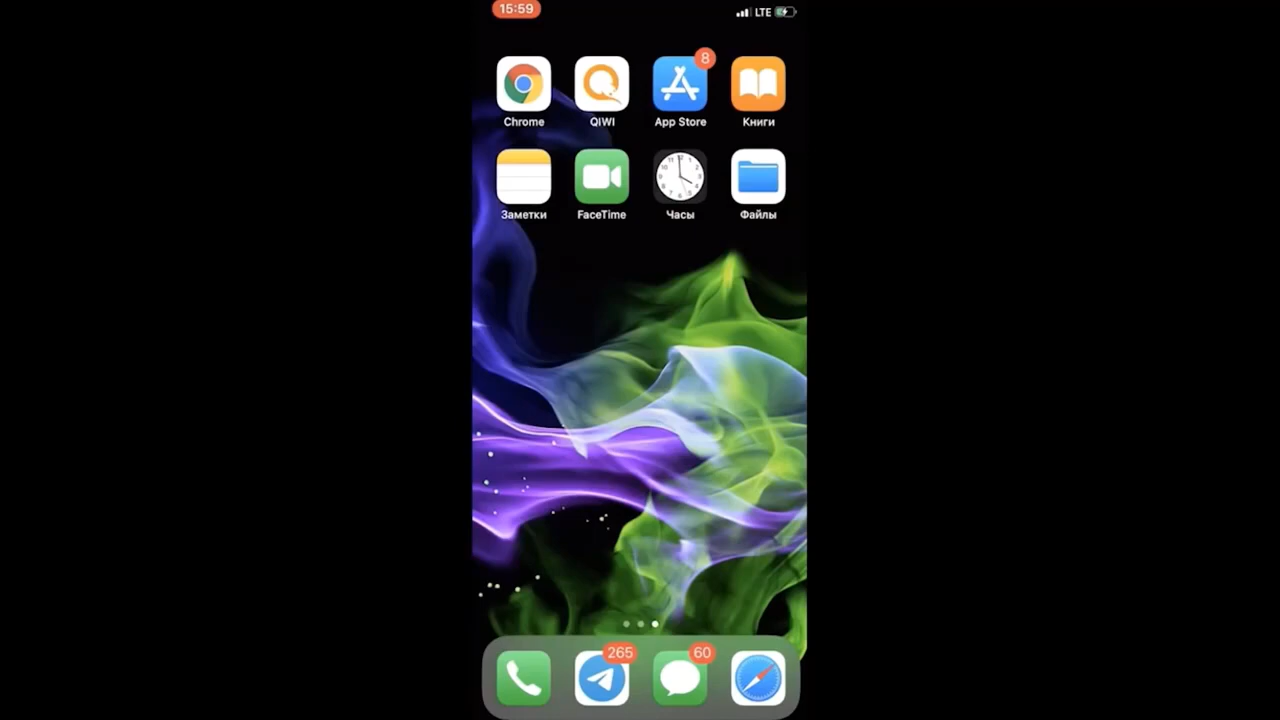 15:59
LTE
8
Chrome
QIWI
App Store
Книги
Заметки
FaceTime
Часы
Файлы
265
60